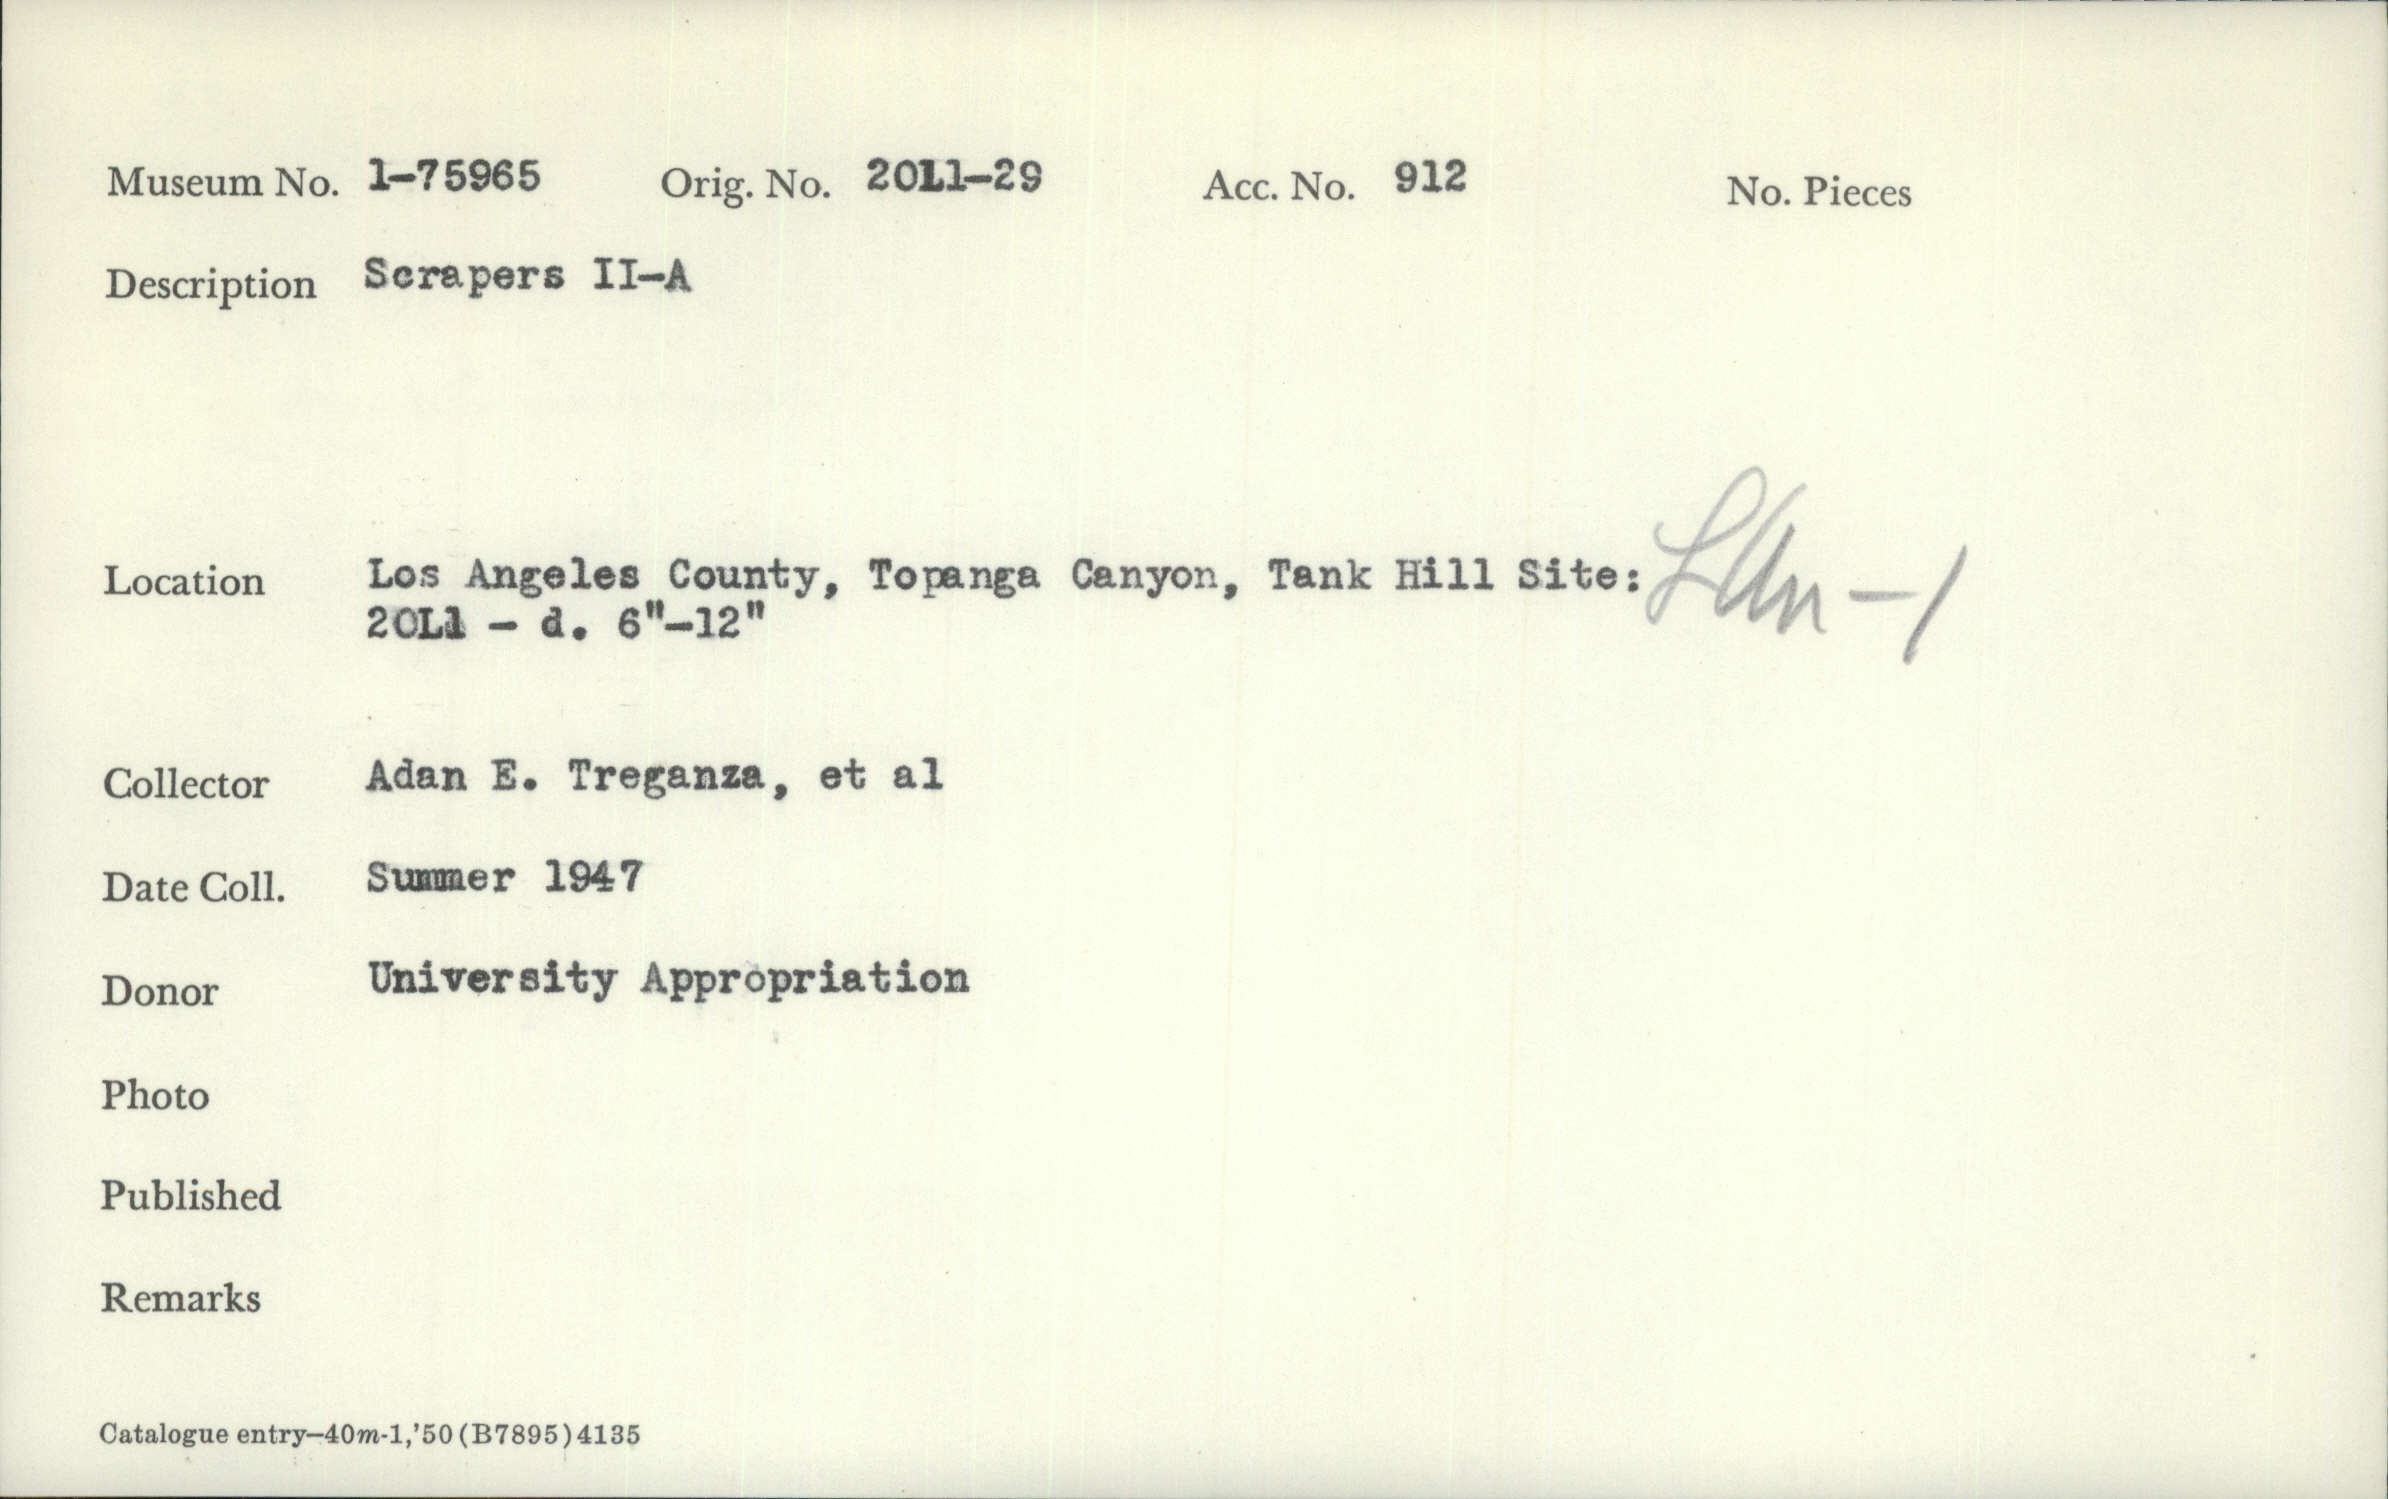 Museum No. 1-75965 Orig. No. 20L1-29 Acc. No. 912 No. Pieces
Description Scrapers II-A
Location Los Angeles County, Topanga Canyon, Tank Hill Site: LAn-1
20L1 - d. 6"-12"
Collector Adan E. Treganza, et al
Date Coll. Summer 1947
Donor University Appropriation
Photo
Published
Remarks
Catalogue entry—40m-1,'50(B7895)4135